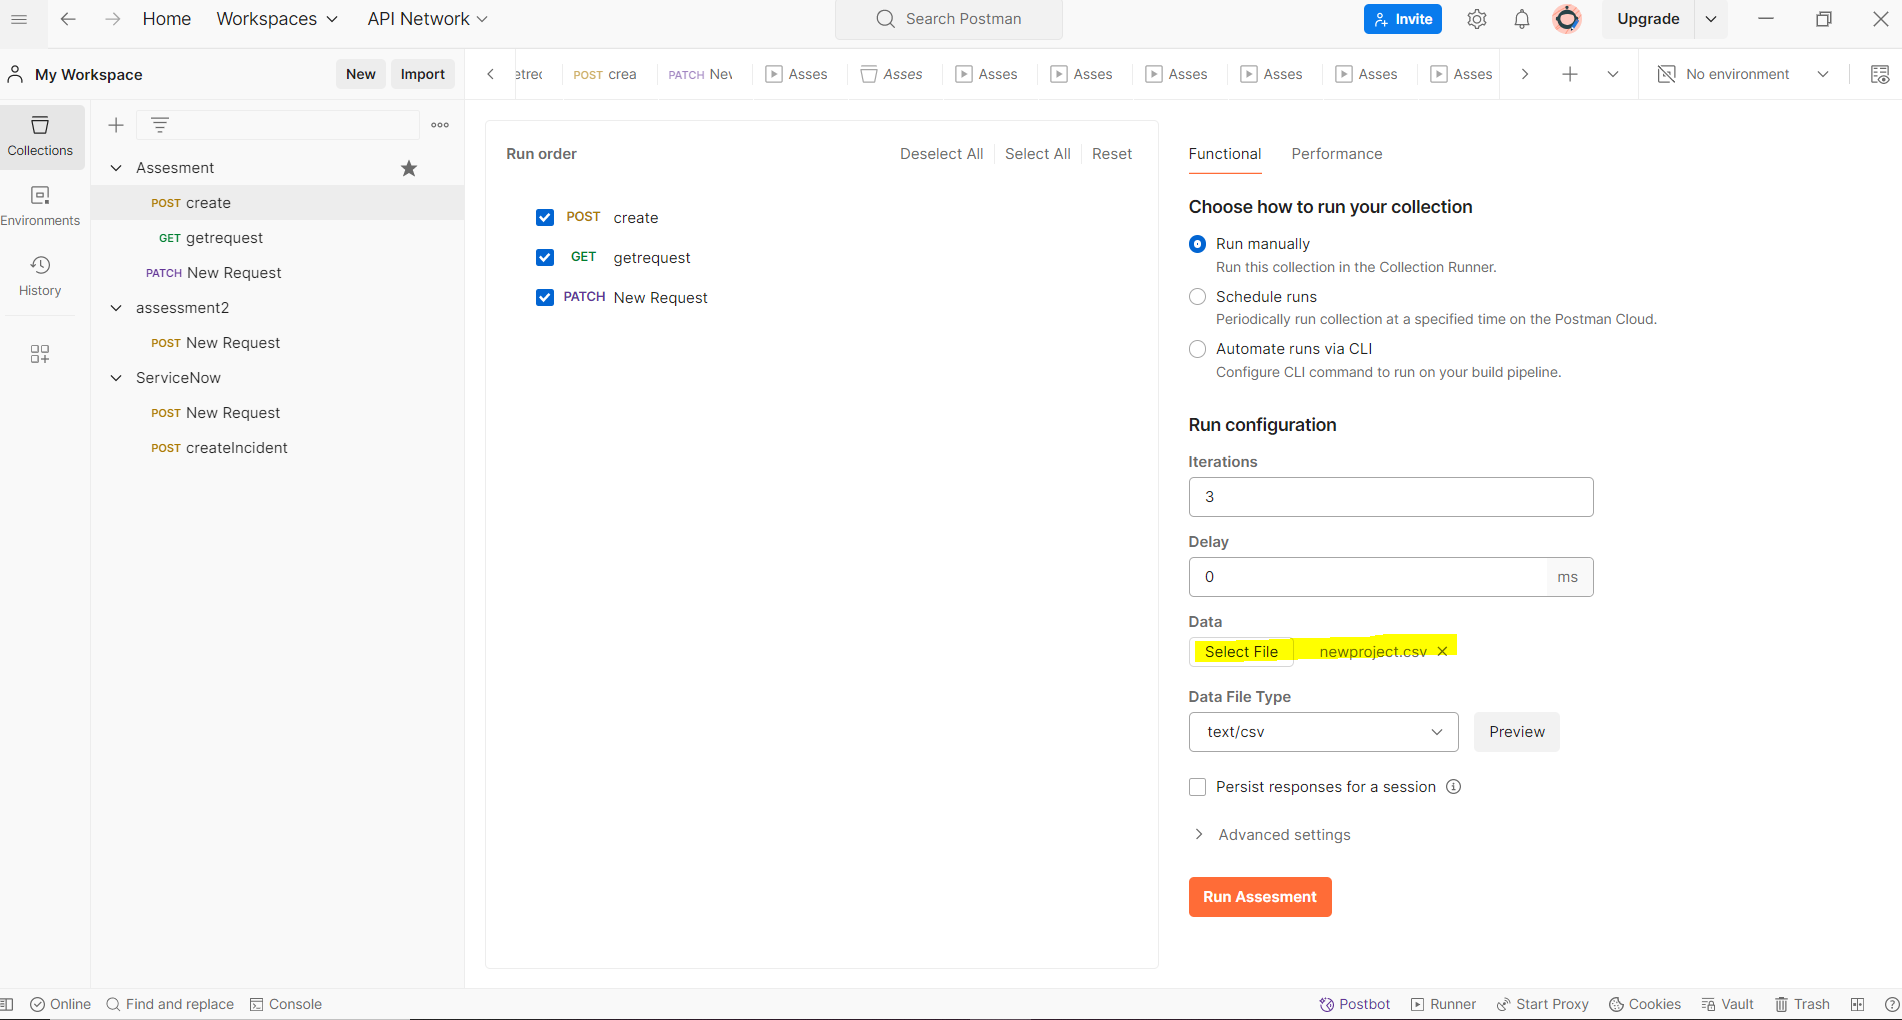 Home Workspaces API Network Search Postman Invite Upgrade
My Workspace New Import
POST crea PATCH Asses Asses Asses Asses Asses Asses Asses Asses No environment
Collections
Environments
History
Assesment
POST create
GET getrequest
PATCH New Request
assessment2
POST New Request
ServiceNow
POST New Request
POST createIncident
Run order Deselect All Select All Reset
POST create
GET getrequest
PATCH New Request
Functional Performance
Choose how to run your collection
Run manually
Run this collection in the Collection Runner.
Schedule runs
Periodically run collection at a specified time on the Postman Cloud.
Automate runs via CLI
Configure CLI command to run on your build pipeline.
Run configuration
Iterations
3
Delay
0 ms
Data
Select File newproject.csv
Data File Type
text/csv Preview
Persist responses for a session
Advanced settings
Run Assesment
Online Find and replace Console Postbot Runner Start Proxy Cookies Vault Trash